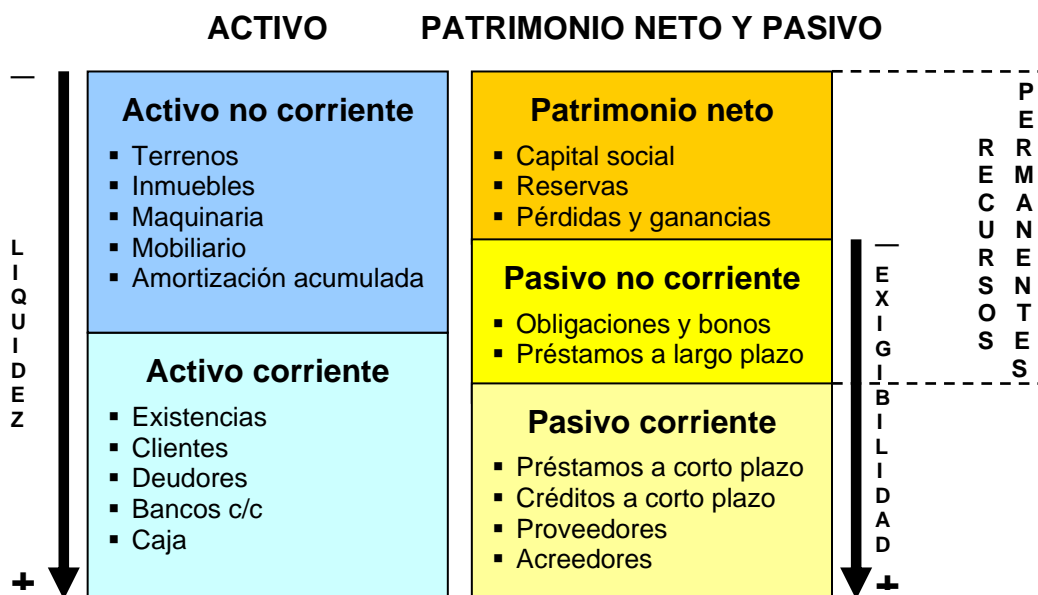 ACTIVO
PATRIMONIO NETO Y PASIVO
LIQUIDEZ
Activo no corriente
▪ Terrenos
▪ Inmuebles
▪ Maquinaria
▪ Mobiliario
▪ Amortización acumulada
Activo corriente
▪ Existencias
▪ Clientes
▪ Deudores
▪ Bancos c/c
▪ Caja
Patrimonio neto
▪ Capital social
▪ Reservas
▪ Pérdidas y ganancias
Pasivo no corriente
▪ Obligaciones y bonos
▪ Préstamos a largo plazo
Pasivo corriente
▪ Préstamos a corto plazo
▪ Créditos a corto plazo
▪ Proveedores
▪ Acreedores
EXIGIBILIDAD
RECURSOS
PERMANENTES